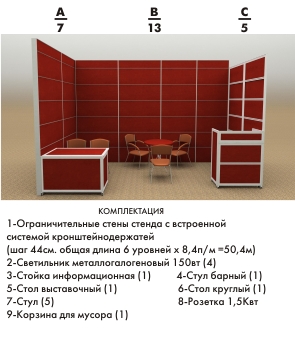 A B C
7 13 5
КОМПЛЕКТАЦИЯ
1-Ограничительные стены стенда с встроенной
системой кронштейнодержатей
(шаг 44см. общая длина 6 уровней х 8,4п/м =50,4м)
2-Светильник металлогалогеновый 150вт (4)
3-Стойка информационная (1) 4-Стул барный (1)
5-Стол выставочный (1) 6-Стол круглый (1)
7-Стул (5) 8-Розетка 1,5Квт
9-Корзина для мусора (1)